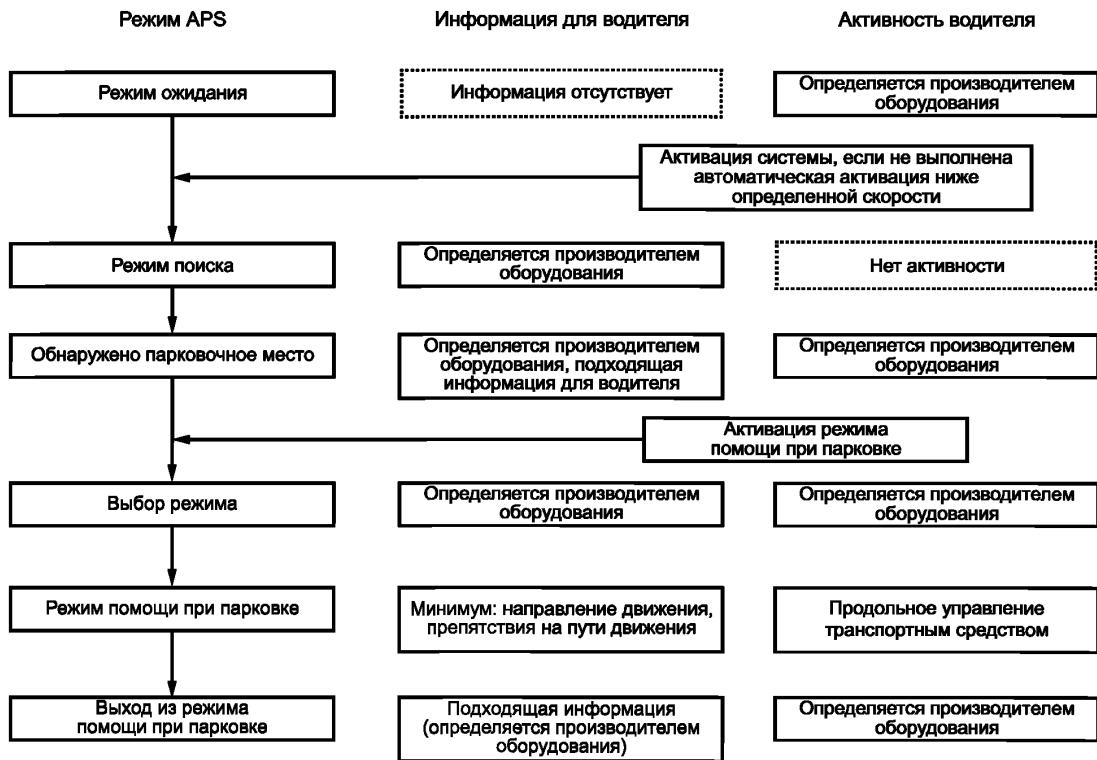 Режим APS
Информация для водителя
Активность водителя
Режим ожидания
Информация отсутствует
Определяется производителем
оборудования
Активация системы, если не выполнена
автоматическая активация ниже
определенной скорости
Режим поиска
Определяется производителем
оборудования
Нет активности
Обнаружено парковочное место
Определяется производителем
оборудования, подходящая
информация для водителя
Определяется производителем
оборудования
Активация режима
помощи при парковке
Выбор режима
Определяется производителем
оборудования
Определяется производителем
оборудования
Режим помощи при парковке
Минимум: направление движения,
препятствия на пути движения
Продольное управление
транспортным средством
Выход из режима
помощи при парковке
Подходящая информация
(определяется производителем
оборудования)
Определяется производителем
оборудования